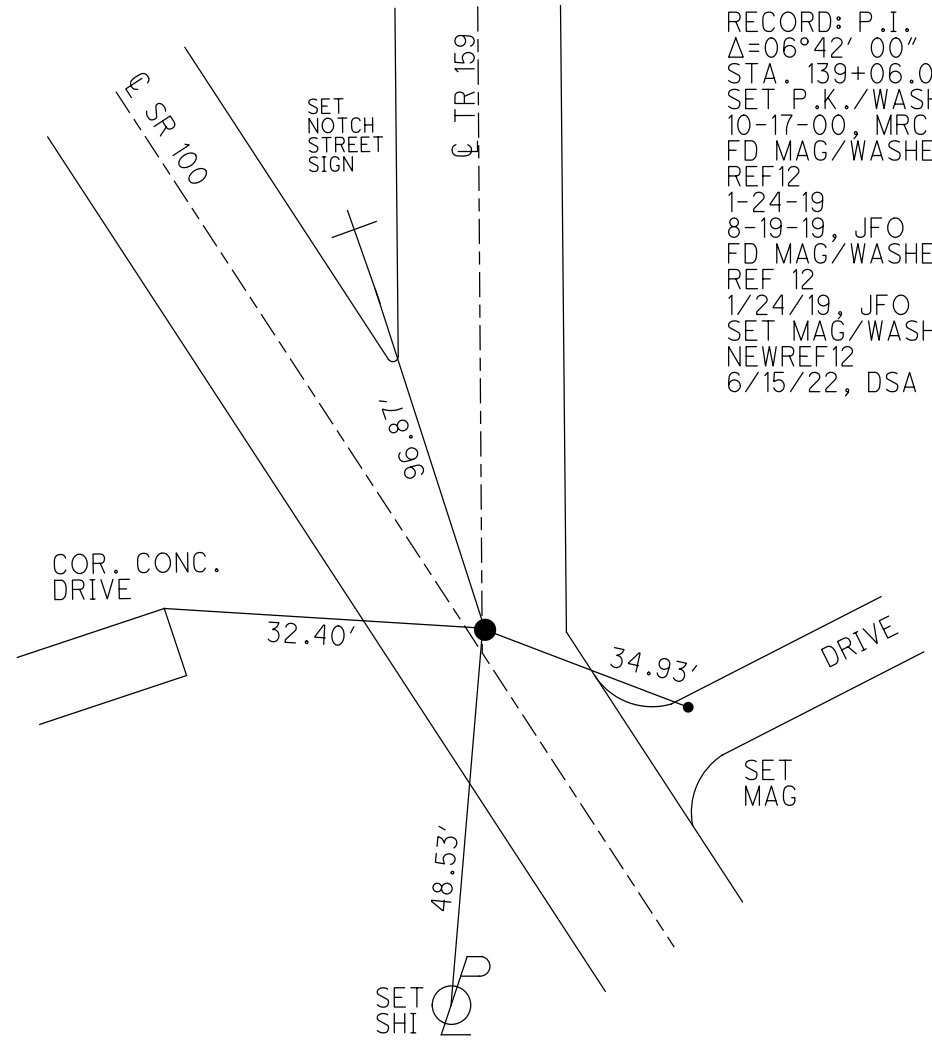 RECORD: P.I.
Δ=06°42' 00"
STA. 139+06.0
SET P.K./WASH
10-17-00, MRC
FD MAG/WASHE
REF12
1-24-19
8-19-19, JFO
FD MAG/WASHE
REF 12
1/24/19, JFO
SET MAG/WASH
NEWREF12
6/15/22, DSA
℄ SR 100
℄ TR 159
SET
NOTCH
STREET
SIGN
96.87'
COR. CONC.
DRIVE
32.40'
34.93'
DRIVE
SET
MAG
48.53'
SET
SHI